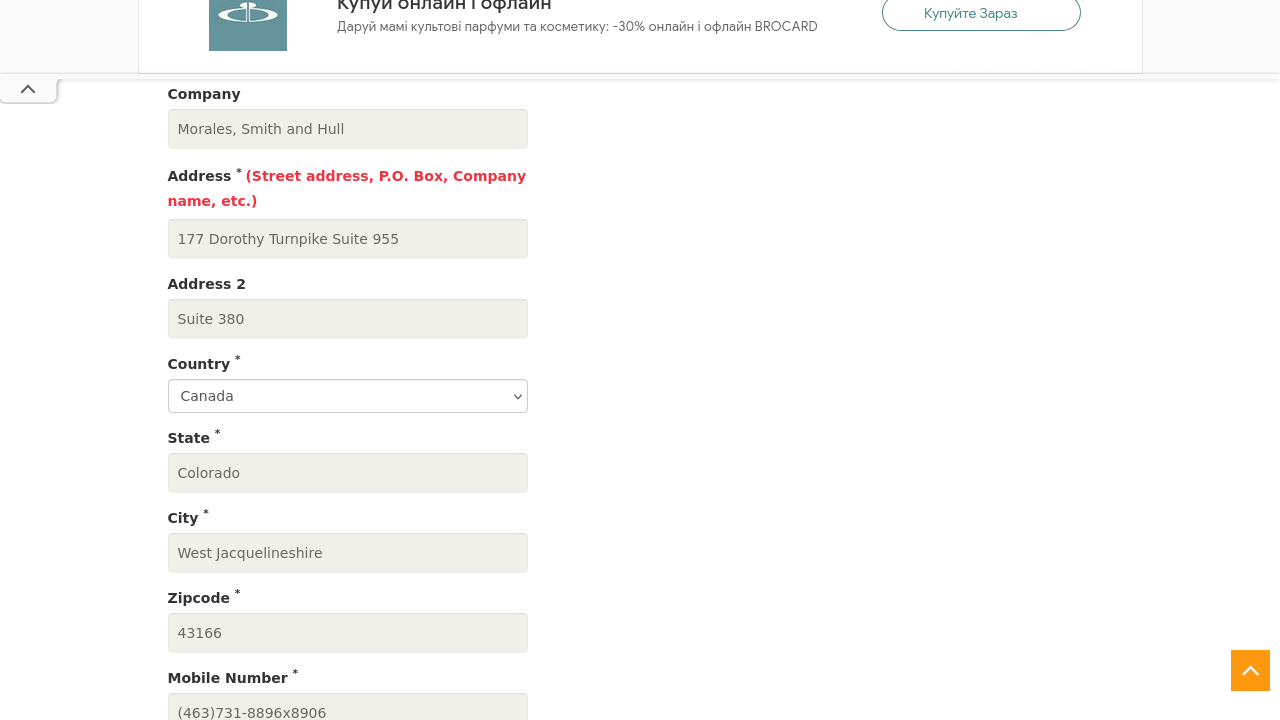 Купуй онлайн і офлайн
Даруй мамі культові парфуми та косметику: -30% онлайн і офлайн BROCARD
Купуйте Зараз
Company
Morales, Smith and Hull
Address * (Street address, P.O. Box, Company
name, etc.)
177 Dorothy Turnpike Suite 955
Address 2
Suite 380
Country *
Canada
State *
Colorado
City *
West Jacquelineshire
Zipcode *
43166
Mobile Number *
(463)731-8896x8906